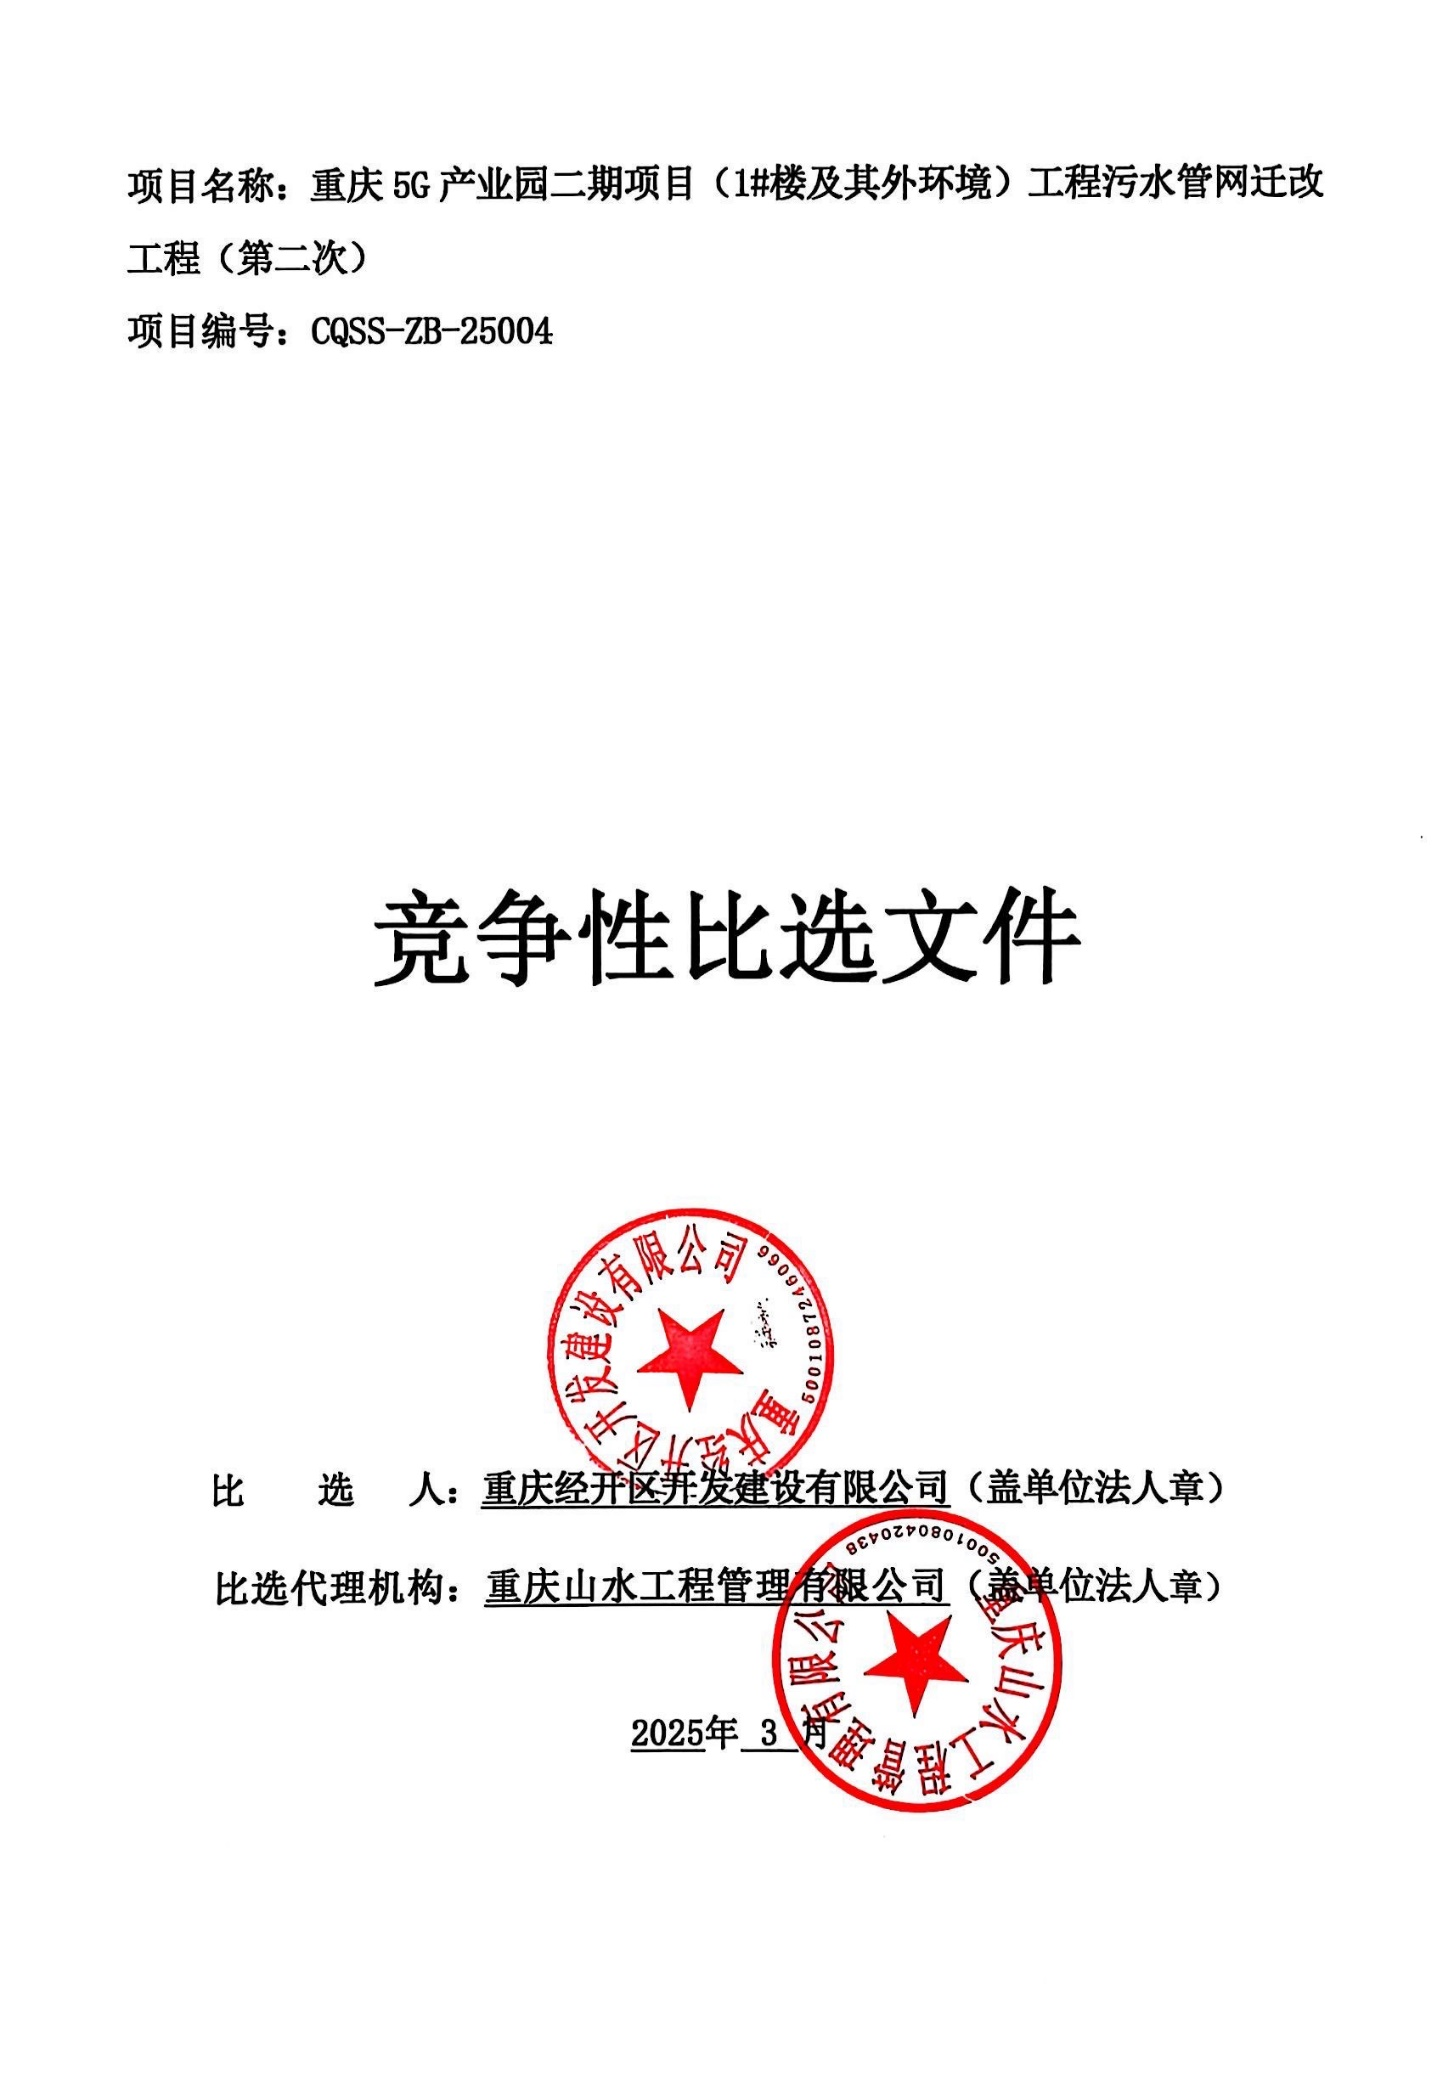 项目名称：重庆 5G 产业园二期项目（1#楼及其外环境）工程污水管网迁改
工程（第二次）
项目编号：CQSS-ZB-25004
竞争性比选文件
重庆经开区开发建设有限公司
5001087246066
比 选 人：重庆经开区开发建设有限公司（盖单位法人章）
比选代理机构：重庆山水工程管理有限公司（盖单位法人章）
重庆山水工程管理有限公司
5001080420438
2025年 3 月